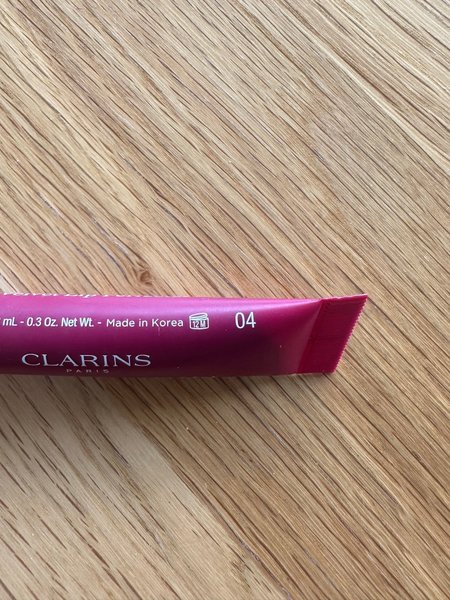 mL - 0.3 Oz. Net Wt. - Made in Korea 12M 04
CLARINS
PARIS